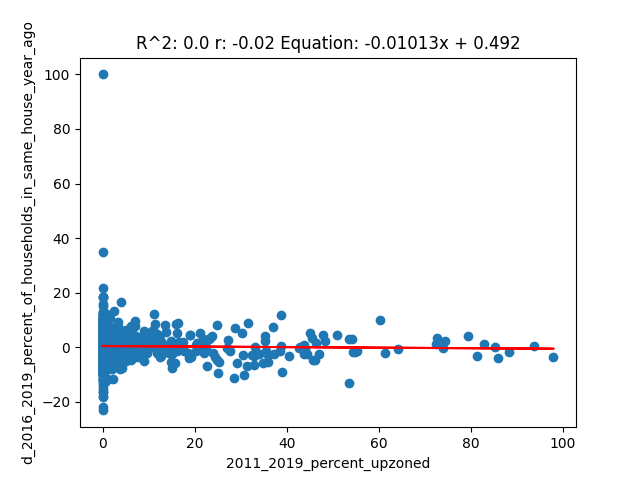 R^2: 0.0 r: -0.02 Equation: -0.01013x + 0.492
d_2016_2019_percent_of_households_in_same_house_year_ago
100
80
60
40
20
0
−20
0 20 40 60 80 100
2011_2019_percent_upzoned